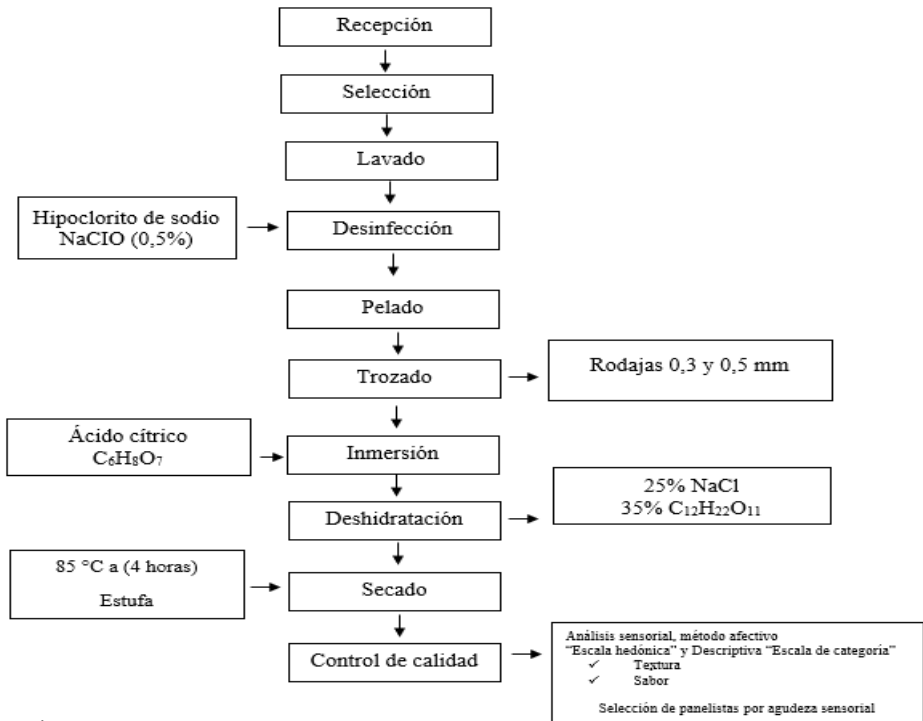 Recepción
Selección
Lavado
Hipoclorito de sodio
NaClO (0,5%)
Desinfección
Pelado
Trozado
Rodajas 0,3 y 0,5 mm
Ácido cítrico
C₆H₈O₇
Inmersión
Deshidratación
25% NaCl
35% C₁₂H₂₂O₁₁
85 °C a (4 horas)
Estufa
Secado
Control de calidad
Análisis sensorial, método afectivo
“Escala hedónica” y Descriptiva “Escala de categoría”
✓ Textura
✓ Sabor
Selección de panelistas por agudeza sensorial